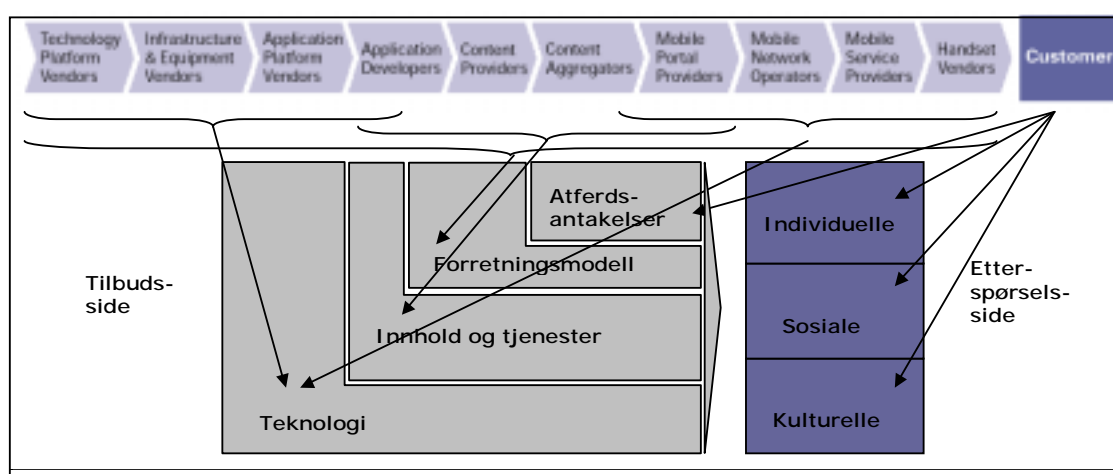 Technology
Platform
Vendors
Infrastructure
& Equipment
Vendors
Application
Platform
Vendors
Application
Developers
Content
Providers
Content
Aggregators
Mobile
Portal
Providers
Mobile
Network
Operators
Mobile
Service
Providers
Handset
Vendors
Customer
Atferds-
antakelser
Forretningsmodell
Innhold og tjenester
Teknologi
Tilbuds-
side
Individuelle
Sosiale
Kulturelle
Etter-
spørsels-
side